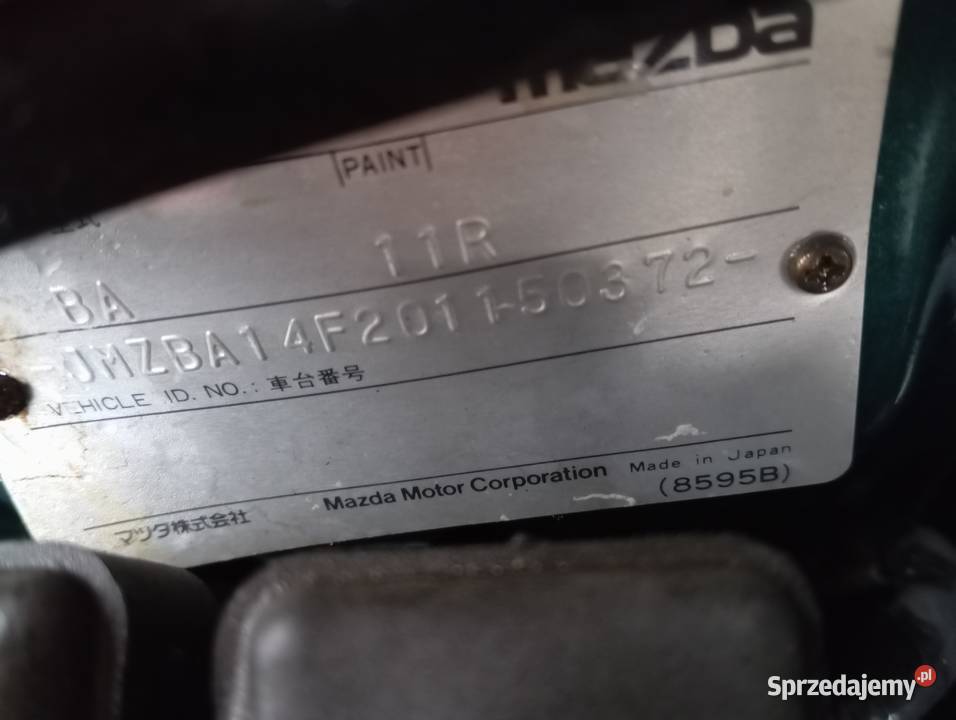 mazda
PAINT
式
BA 11R
-JMZBA14F201150372-
VEHICLE ID. NO.: 車台番号
マツダ株式会社 Mazda Motor Corporation Made in Japan
(8595B)
Sprzedajemy.pl